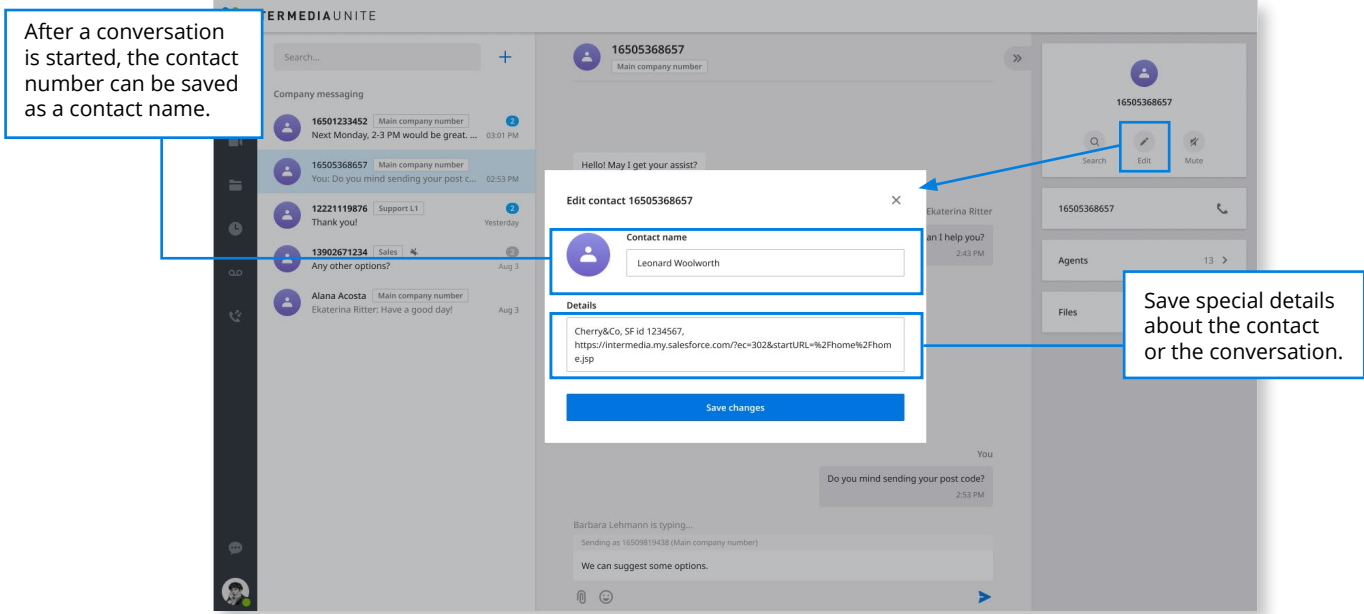 After a conversation
is started, the contact
number can be saved
as a contact name.
ERMEDIAUNITE
Search...
Company messaging
16501233452 Main company number 2
Next Monday, 2-3 PM would be great. ... 03:01 PM
16505368657 Main company number
You: Do you mind sending your post c... 02:53 PM
12221119876 Support L1 2
Thank you! Yesterday
13902671234 Sales 2
Any other options? Aug 3
Alana Acosta Main company number
Ekaterina Ritter: Have a good day! Aug 3
16505368657
Main company number
Hello! May I get your assist?
Ekaterina Ritter
an I help you?
2:43 PM
Edit contact 16505368657
Contact name
Leonard Woolworth
Details
Cherry&Co, SF id 1234567,
https://intermedia.my.salesforce.com/?ec=302&startURL=%2Fhome%2Fhom
e.jsp
Save changes
You
Do you mind sending your post code?
2:53 PM
Barbara Lehmann is typing...
Sending as 16509819438 (Main company number)
We can suggest some options.
16505368657
Search Edit Mute
16505368657
Agents 13
Files
Save special details
about the contact
or the conversation.